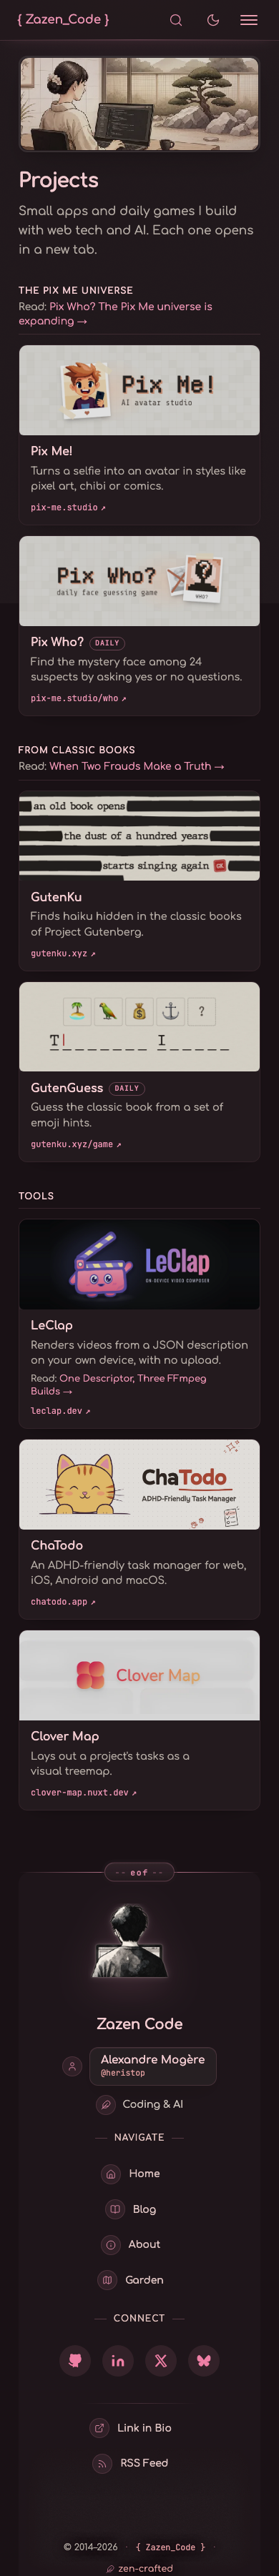 { Zazen_Code }
Projects
Small apps and daily games I build
with web tech and AI. Each one opens
in a new tab.
THE PIX ME UNIVERSE
Read: Pix Who? The Pix Me universe is
expanding →
Pix Me!
AI avatar studio
Pix Me!
Turns a selfie into an avatar in styles like
pixel art, chibi or comics.
pix-me.studio ↗
Pix Who?
daily face guessing game
WHO?
Pix Who? DAILY
Find the mystery face among 24
suspects by asking yes or no questions.
pix-me.studio/who ↗
FROM CLASSIC BOOKS
Read: When Two Frauds Make a Truth →
an old book opens
the dust of a hundred years
starts singing again
GutenKu
Finds haiku hidden in the classic books
of Project Gutenberg.
gutenku.xyz ↗
?
T______ I_____
GutenGuess DAILY
Guess the classic book from a set of
emoji hints.
gutenku.xyz/game ↗
TOOLS
LeClap
ON-DEVICE VIDEO COMPOSER
LeClap
Renders videos from a JSON description
on your own device, with no upload.
Read: One Descriptor, Three FFmpeg
Builds →
leclap.dev ↗
ChaTodo
ADHD-Friendly Task Manager
ChaTodo
An ADHD-friendly task manager for web,
iOS, Android and macOS.
chatodo.app ↗
Clover Map
Clover Map
Lays out a project's tasks as a
visual treemap.
clover-map.nuxt.dev ↗
-- eof --
Zazen Code
Alexandre Mogère
@heristop
Coding & AI
NAVIGATE
Home
Blog
About
Garden
CONNECT
Link in Bio
RSS Feed
© 2014–2026 · { Zazen_Code } ·
zen-crafted